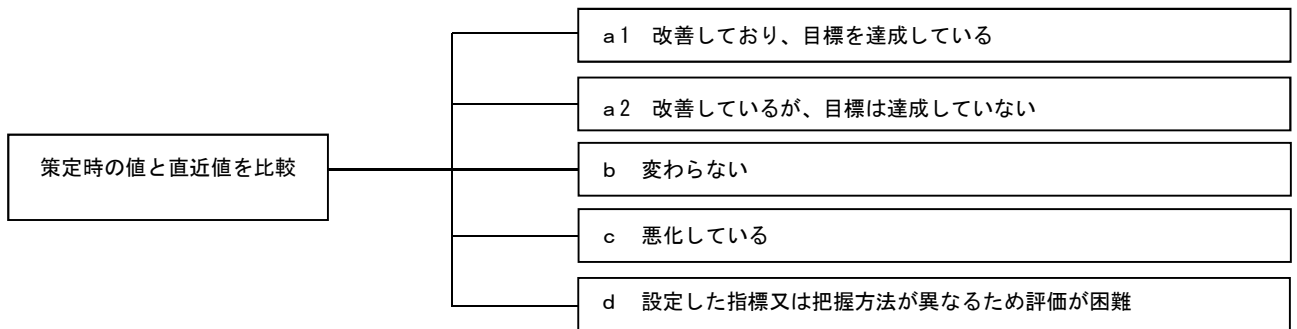 ａ1　改善しており、目標を達成している
ａ2　改善しているが、目標は達成していない
策定時の値と直近値を比較
ｂ　変わらない
ｃ　悪化している
ｄ　設定した指標又は把握方法が異なるため評価が困難